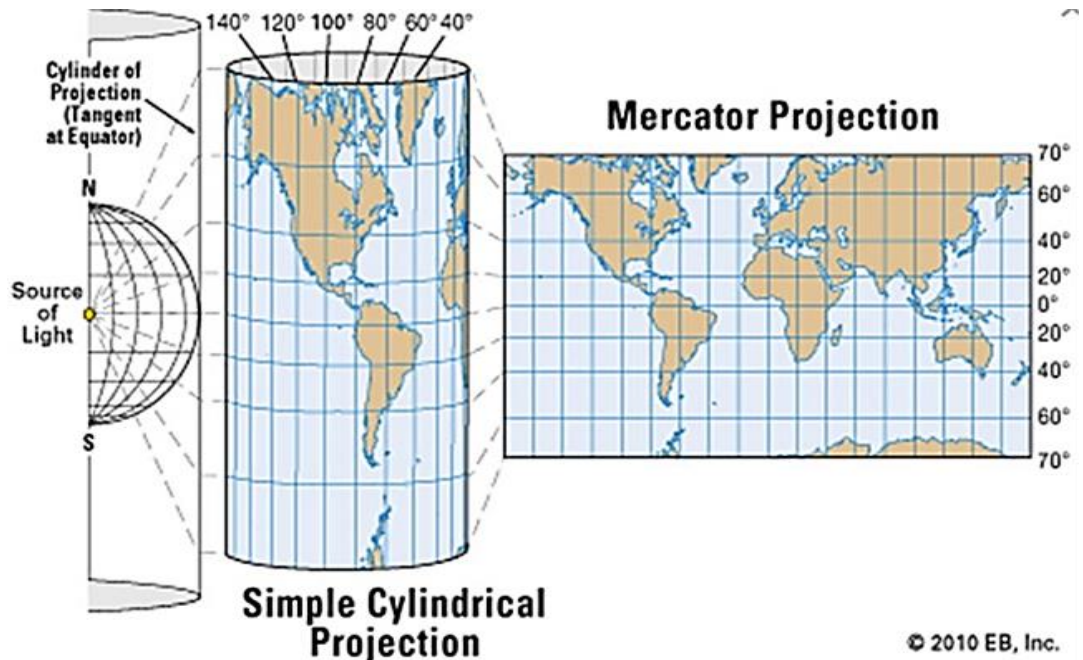 140° 120° 100° 80° 60° 40°
Cylinder of
Projection
(Tangent
at Equator)
N
Source
of
Light
S
Simple Cylindrical
Projection
Mercator Projection
70°
60°
40°
20°
0°
20°
40°
60°
70°
© 2010 EB, Inc.